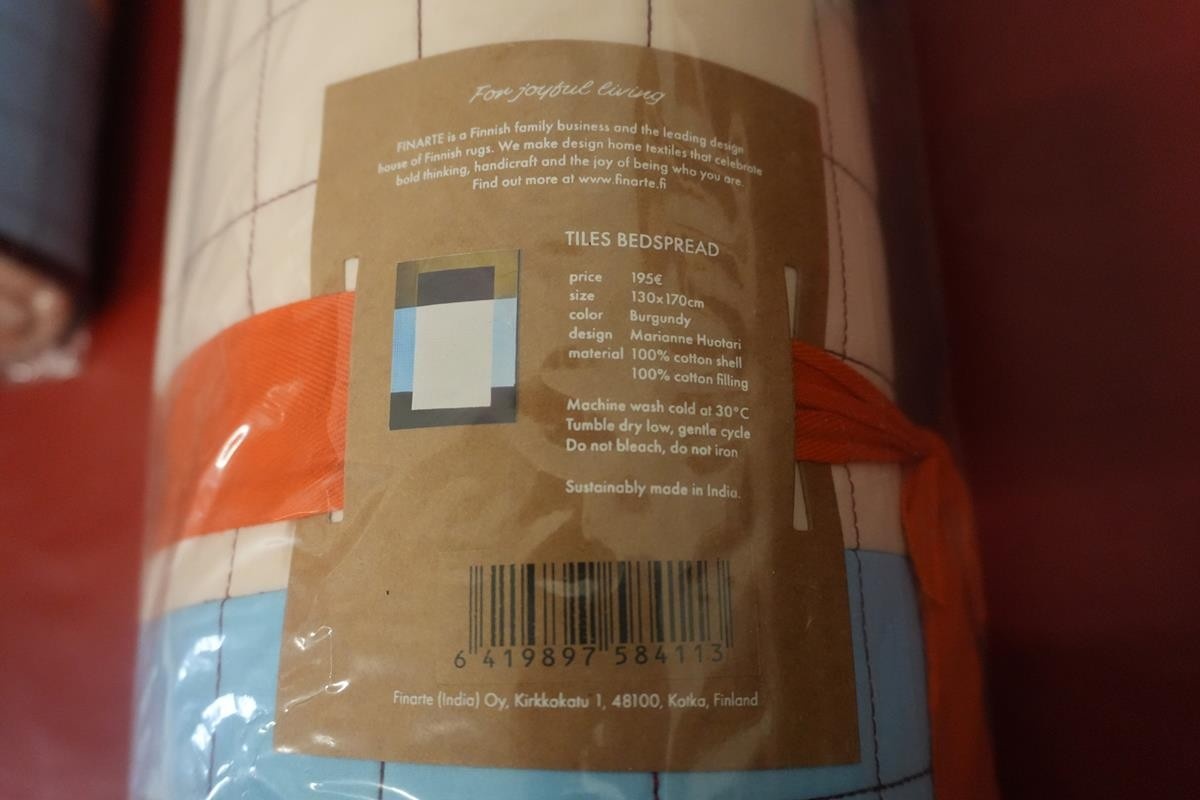 For joyful living
FINARTE is a Finnish family business and the leading design
house of Finnish rugs. We make design home textiles that celebrate
bold thinking, handicraft and the joy of being who you are.
Find out more at www.finarte.fi
TILES BEDSPREAD
price 195€
size 130x170cm
color Burgundy
design Marianne Huotari
material 100% cotton shell
100% cotton filling
Machine wash cold at 30°C
Tumble dry low, gentle cycle
Do not bleach, do not iron
Sustainably made in India.
6 419897 584113
Finarte (India) Oy, Kirkkokatu 1, 48100, Kotka, Finland